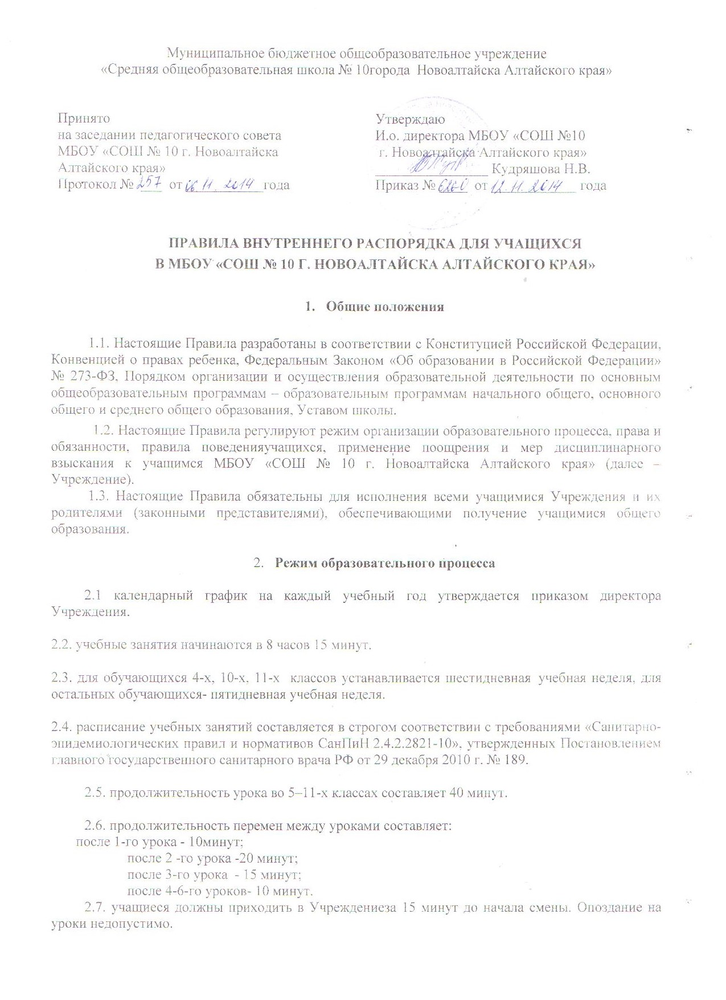 Муниципальное бюджетное общеобразовательное учреждение
«Средняя общеобразовательная школа № 10города Новоалтайска Алтайского края»
Принято
на заседании педагогического совета
МБОУ «СОШ № 10 г. Новоалтайска
Алтайского края»
Протокол № 257 от 06.11.2014 года
Утверждаю
И.о. директора МБОУ «СОШ №10
г. Новоалтайска Алтайского края»
Кудряшова Н.В.
Приказ № от 12.11.2014 года
ПРАВИЛА ВНУТРЕННЕГО РАСПОРЯДКА ДЛЯ УЧАЩИХСЯ
В МБОУ «СОШ № 10 Г. НОВОАЛТАЙСКА АЛТАЙСКОГО КРАЯ»
1. Общие положения
1.1. Настоящие Правила разработаны в соответствии с Конституцией Российской Федерации,
Конвенцией о правах ребенка, Федеральным Законом «Об образовании в Российской Федерации»
№ 273-ФЗ, Порядком организации и осуществления образовательной деятельности по основным
общеобразовательным программам – образовательным программам начального общего, основного
общего и среднего общего образования, Уставом школы.
1.2. Настоящие Правила регулируют режим организации образовательного процесса, права и
обязанности, правила поведенияучащихся, применение поощрения и мер дисциплинарного
взыскания к учащимся МБОУ «СОШ № 10 г. Новоалтайска Алтайского края» (далее –
Учреждение).
1.3. Настоящие Правила обязательны для исполнения всеми учащимися Учреждения и их
родителями (законными представителями), обеспечивающими получение учащимися общего
образования.
2. Режим образовательного процесса
2.1 календарный график на каждый учебный год утверждается приказом директора
Учреждения.
2.2. учебные занятия начинаются в 8 часов 15 минут.
2.3. для обучающихся 4-х, 10-х, 11-х классов устанавливается шестидневная учебная неделя, для
остальных обучающихся- пятидневная учебная неделя.
2.4. расписание учебных занятий составляется в строгом соответствии с требованиями «Санитарно-
эпидемиологических правил и нормативов СанПиН 2.4.2.2821-10», утвержденных Постановлением
главного государственного санитарного врача РФ от 29 декабря 2010 г. № 189.
2.5. продолжительность урока во 5–11-х классах составляет 40 минут.
2.6. продолжительность перемен между уроками составляет:
после 1-го урока - 10минут;
после 2 -го урока -20 минут;
после 3-го урока - 15 минут;
после 4-6-го уроков- 10 минут.
2.7. учащиеся должны приходить в Учреждениеза 15 минут до начала смены. Опоздание на
уроки недопустимо.